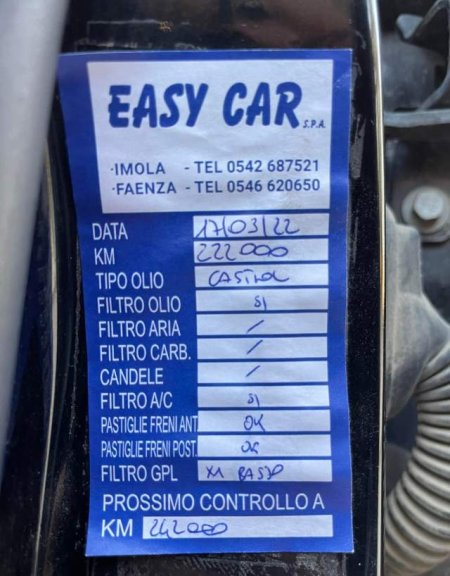 EASY CAR S.P.A.
·IMOLA - TEL 0542 687521
·FAENZA - TEL 0546 620650
DATA 17/03/22
KM 222000
TIPO OLIO CASTROL
FILTRO OLIO SI
FILTRO ARIA /
FILTRO CARB. /
CANDELE /
FILTRO A/C SI
PASTIGLIE FRENI ANT OK
PASTIGLIE FRENI POST. OK
FILTRO GPL
PROSSIMO CONTROLLO A
KM 242000